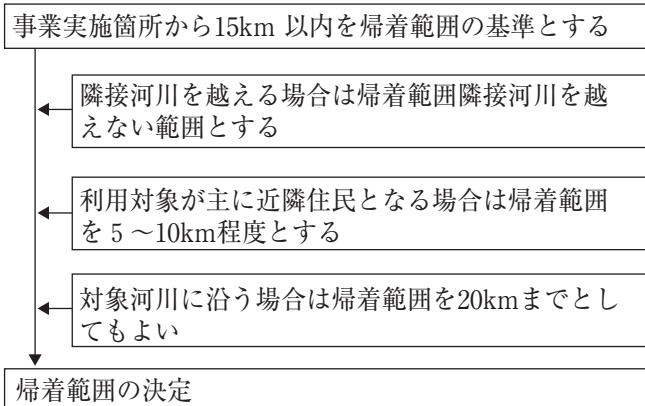 事業実施箇所から15km 以内を帰着範囲の基準とする
隣接河川を越える場合は帰着範囲隣接河川を越
えない範囲とする
利用対象が主に近隣住民となる場合は帰着範囲
を 5 ～10km程度とする
対象河川に沿う場合は帰着範囲を20kmまでとし
てもよい
帰着範囲の決定